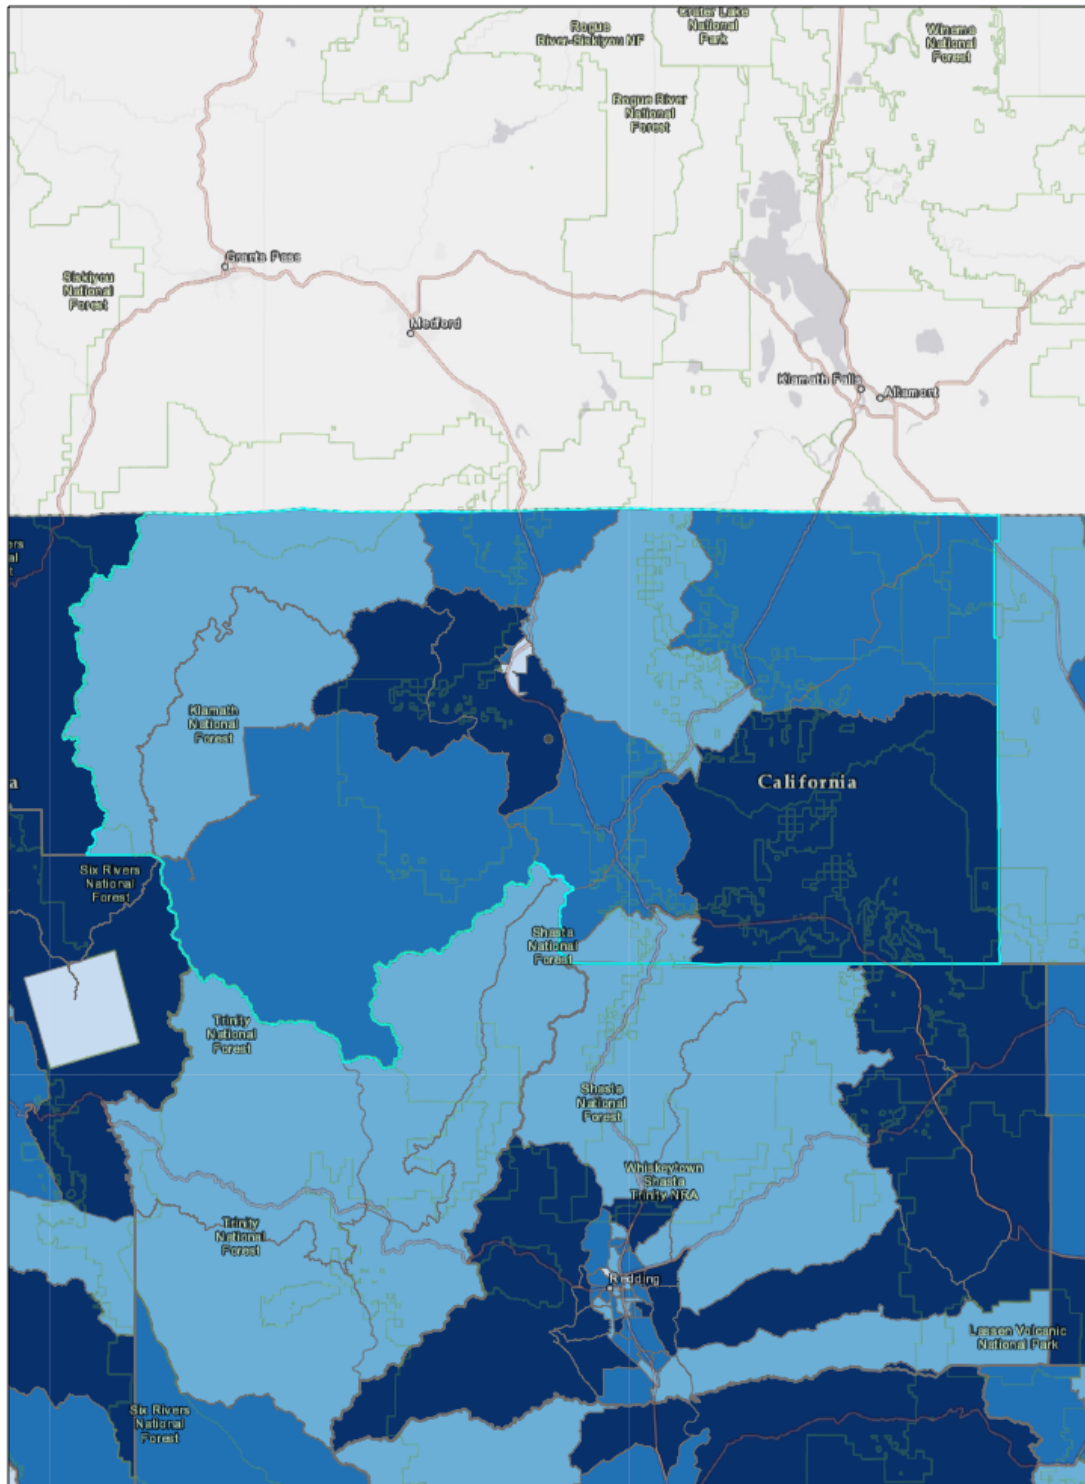 Rogue
River-Siskiyou NF
Crater Lake
National
Park
Winema
National
Forest
Rogue River
National
Forest
Grants Pass
Siskiyou
National
Forest
Medford
Klamath Falls
Altamont
Klamath
National
Forest
California
a
Six Rivers
National
Forest
Shasta
National
Forest
Trinity
National
Forest
Shasta
National
Forest
Whiskeytown
Shasta
Trinity NRA
Trinity
National
Forest
Redding
Lassen Volcanic
National Park
Six Rivers
National
Forest